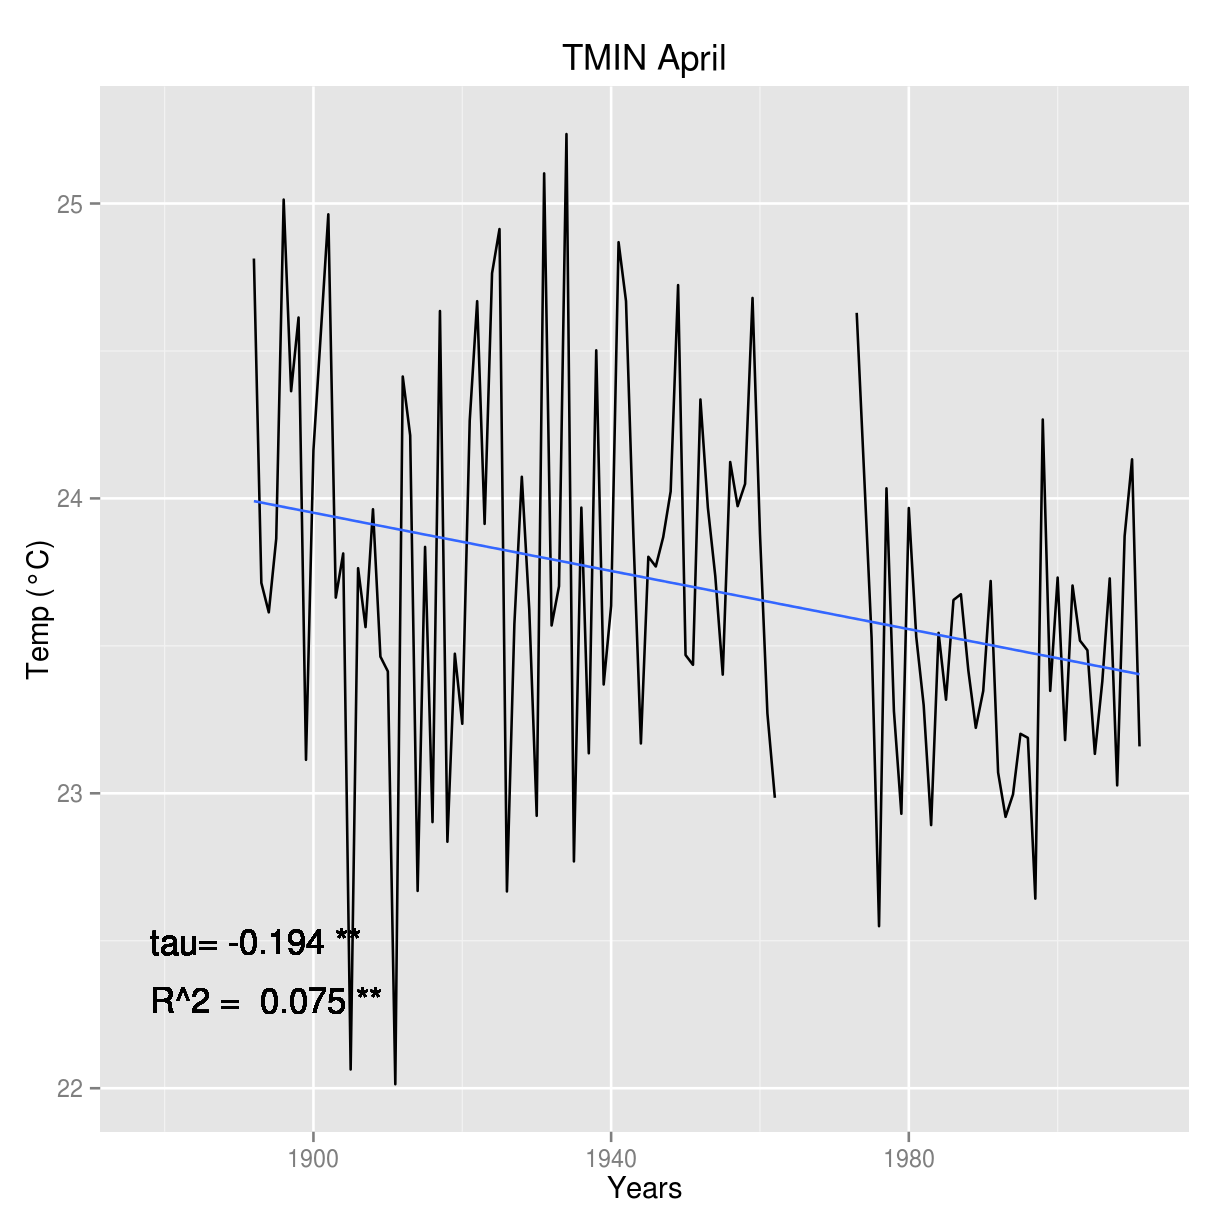 TMIN April
Temp (°C)
25
24
23
22
tau= -0.194 **
R^2 =  0.075 **
1900 1940 1980
Years